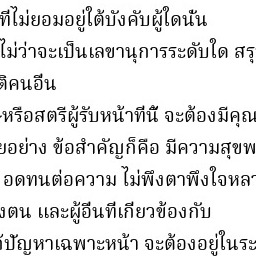 ที่ไม่ยอมอยู่ใต้บังคับผู้ใดนั้น
ไม่ว่าจะเป็นเลขานุการระดับใด สรุ
ติคนอื่น
หรือสตรีผู้รับหน้าที่นี้ จะต้องมีคุณ
ยอย่าง ข้อสำคัญก็คือ มีความสุขพ
อดทนต่อความ ไม่พึงตาพึงใจหลา
งตน และผู้อื่นที่เกี่ยวข้องกับ
ปัญหาเฉพาะหน้า จะต้องอยู่ในระ